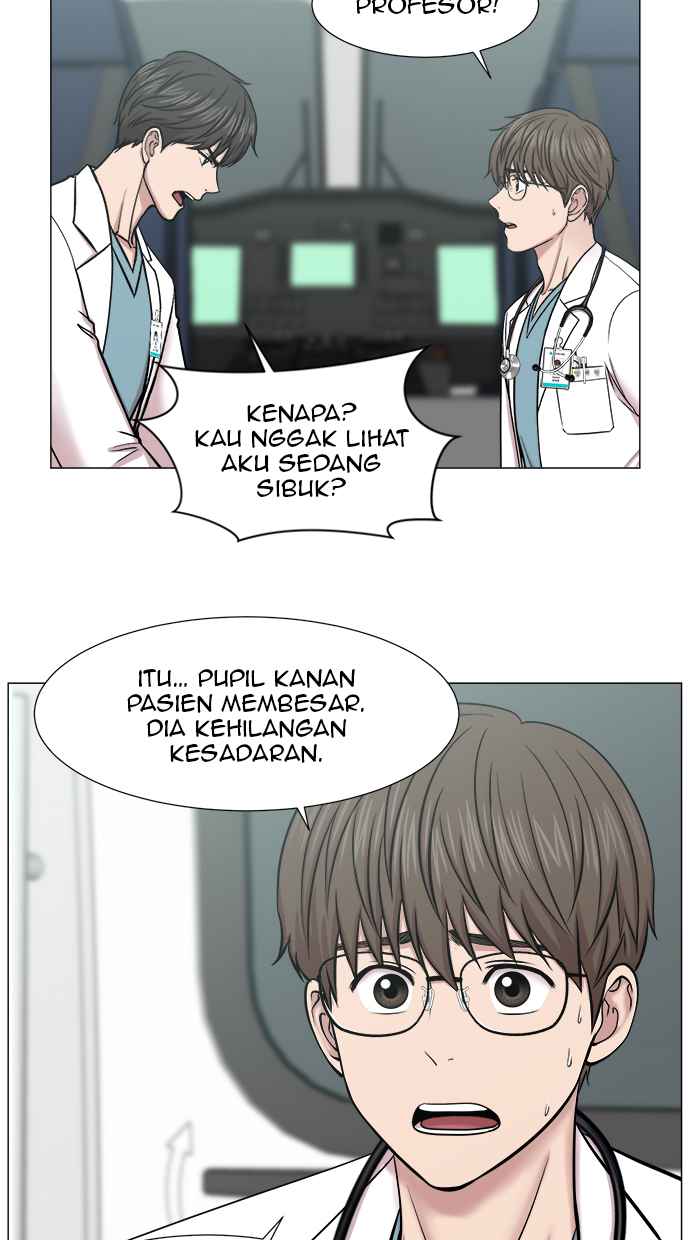 PROFESOR!
KENAPA?
KAU NGGAK LIHAT
AKU SEDANG
SIBUK?
ITU... PUPIL KANAN
PASIEN MEMBESAR.
DIA KEHILANGAN
KESADARAN.